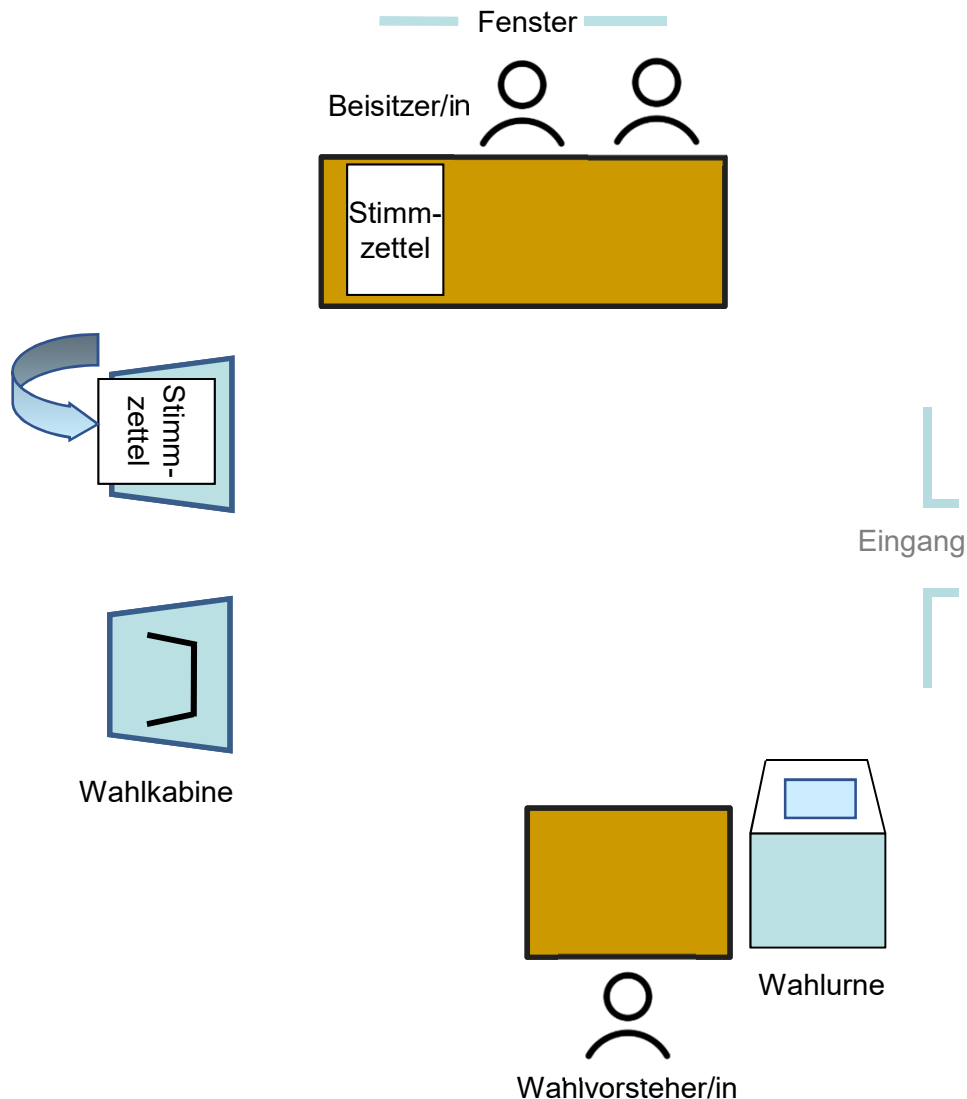 Fenster
Beisitzer/in
Stimm-
zettel
Stimm-
zettel
Eingang
Wahlkabine
Wahlurne
Wahlvorsteher/in